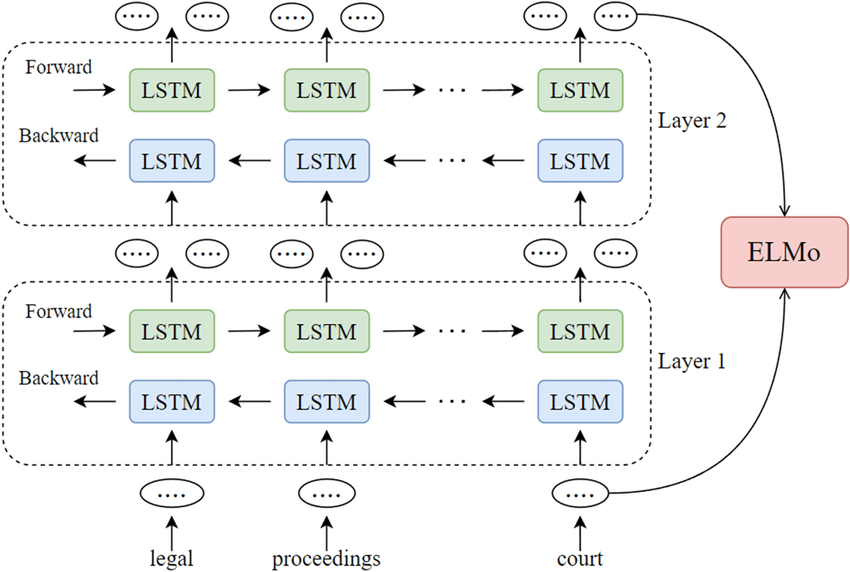 .... .... .... .... .... ....
Forward
LSTM LSTM ... LSTM
Layer 2
Backward
LSTM LSTM ... LSTM
ELMo
.... .... .... .... .... ....
Forward
LSTM LSTM ... LSTM
Layer 1
Backward
LSTM LSTM ... LSTM
.... .... ....
legal proceedings court